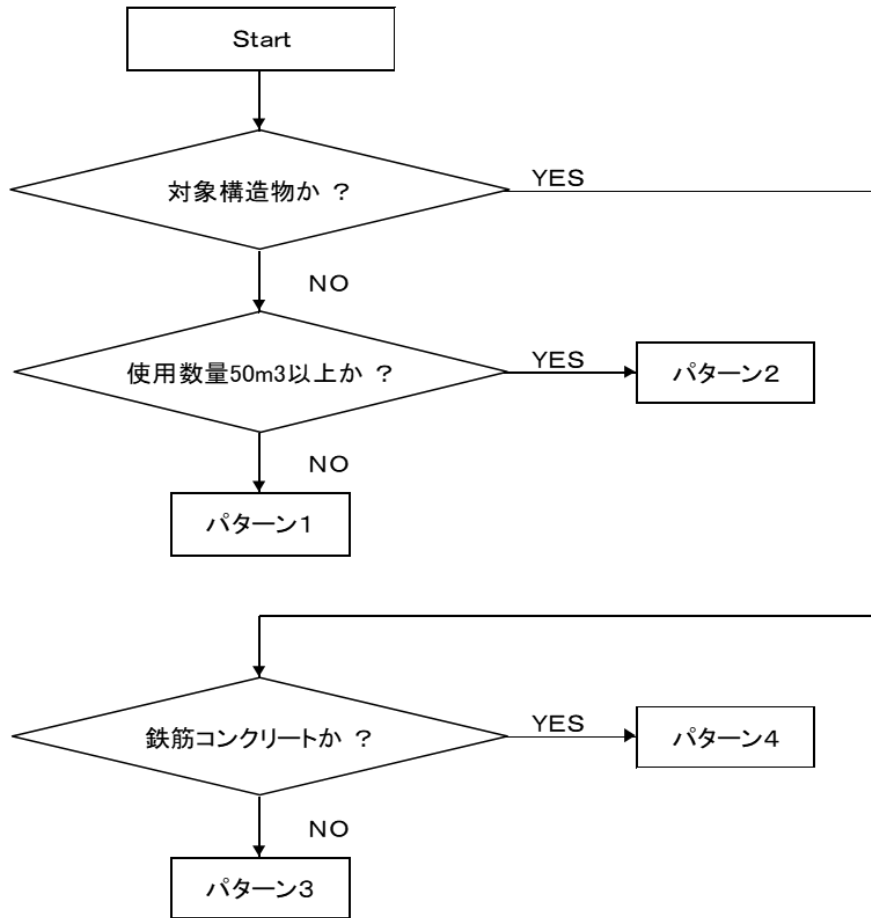 Start
対象構造物か ？
YES
NO
使用数量50m3以上か ？
YES
パターン２
NO
パターン１
鉄筋コンクリートか ？
YES
パターン４
NO
パターン３